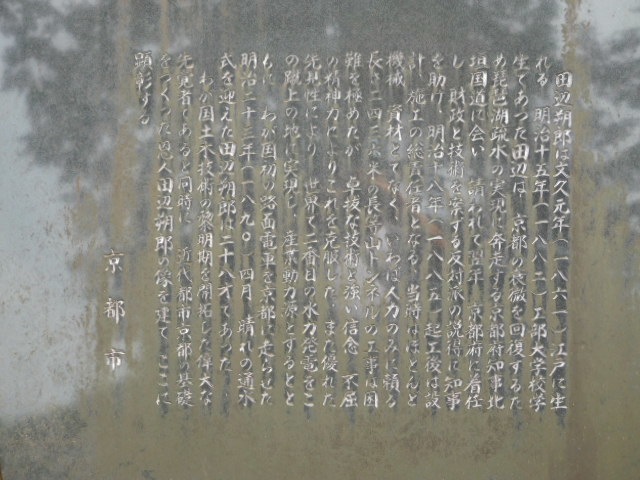 田辺朔郎は文久元年(一八六一)江戸に生
れる 明治十五年(一八八二)工部大学校学
生であった田辺は 京都の衰微を回復するた
め琵琶湖疏水の実現に奔走する京都府知事北
垣国道に会い 請われて翌年 京都府に着任
し 財政と技術を案ずる反対派の説得に知事
を助け 明治十八年(一八八五)起工後は設
計 施工の総責任者となる 当時はほとんど
機械 資材とてなく いわば人力のみに頼る
長さ二四三六米の長等山トンネルの工事は困
難を極めたが 卓抜な技術と強い信念 不屈
の精神力によりこれを克服した また優れた
先見性により 世界で二番目の水力発電をこ
の蹴上の地に実現し 産業動力源とするとと
もに わが国初の路面電車を京都に走らせた
明治二十三年(一八九〇)四月 晴れの通水
式を迎えた田辺朔郎は二十八才であった
わが国土木技術の黎明期を開拓した偉大な
先覚者であると同時に 近代都市京都の基礎
をつくった恩人田辺朔郎の像を建て ここに
顕彰する
京都市